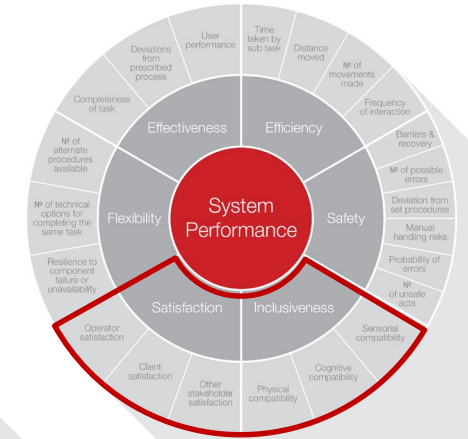 System
Performance
Effectiveness
Efficiency
Safety
Inclusiveness
Satisfaction
Flexibility
User
performance
Deviations
from
prescribed
process
Completeness
of task
Time
taken by
sub task
Distance
moved
Nº of
movements
made
Frequency
of interaction
Barriers &
recovery
Nº of possible
errors
Deviation from
set procedures
Manual
handling risks
Probability of
errors
Nº
of unsafe
acts
Sensorial
compatibility
Cognitive
compatibility
Physical
compatibility
Other
stakeholder
satisfaction
Client
satisfaction
Operator
satisfaction
Resilience to
component
failure or
unavailability
Nº of technical
options for
completing the
same task
Nº of
alternate
procedures
available